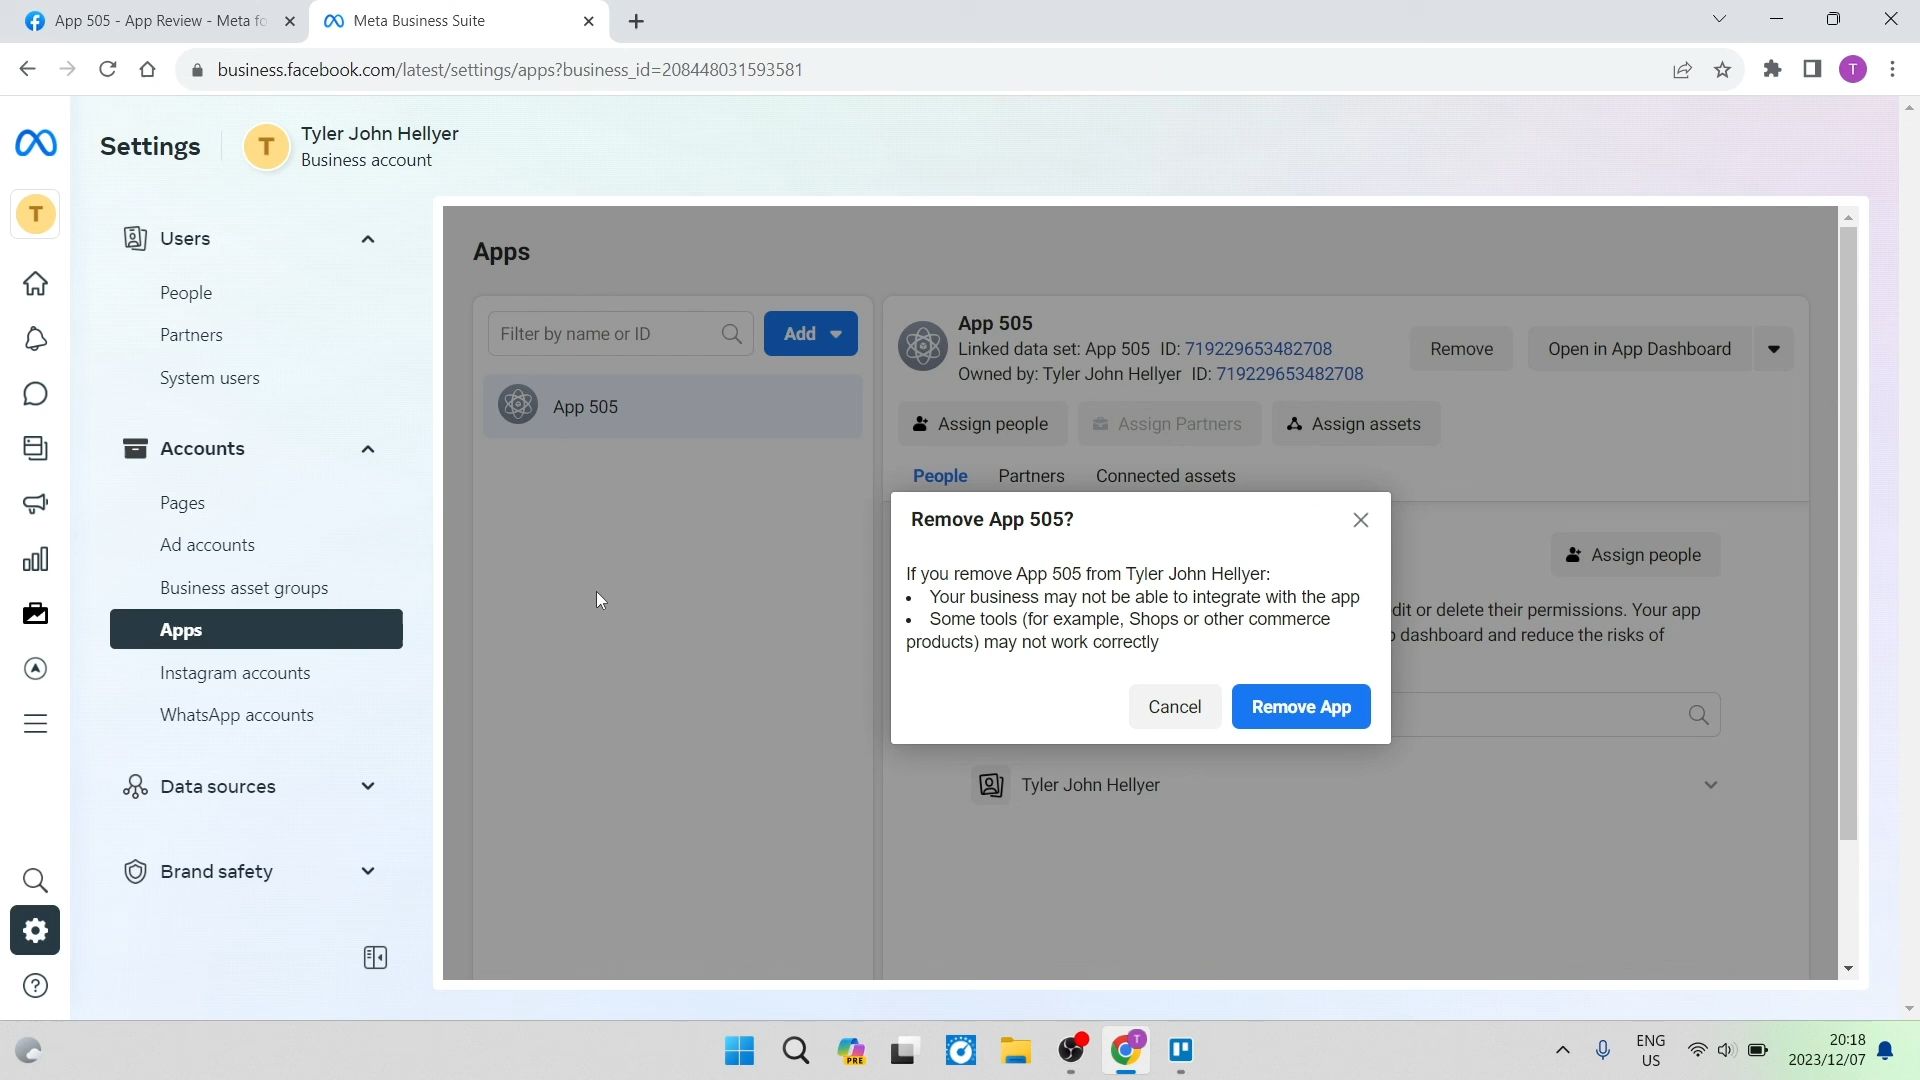 App 505 - App Review - Meta fo
Meta Business Suite
business.facebook.com/latest/settings/apps?business_id=208448031593581
T
Settings
T
Tyler John Hellyer
Business account
T
Users
People
Partners
System users
Accounts
Pages
Ad accounts
Business asset groups
Apps
Instagram accounts
WhatsApp accounts
Data sources
Brand safety
Apps
Filter by name or ID
Add
App 505
App 505
Linked data set: App 505 ID: 719229653482708
Owned by: Tyler John Hellyer ID: 719229653482708
Remove
Open in App Dashboard
Assign people
Assign Partners
Assign assets
People
Partners
Connected assets
Assign people
dit or delete their permissions. Your app
dashboard and reduce the risks of
Remove App 505?
If you remove App 505 from Tyler John Hellyer:
• Your business may not be able to integrate with the app
• Some tools (for example, Shops or other commerce
products) may not work correctly
Cancel
Remove App
Tyler John Hellyer
PRE
T
ENG
US
20:18
2023/12/07